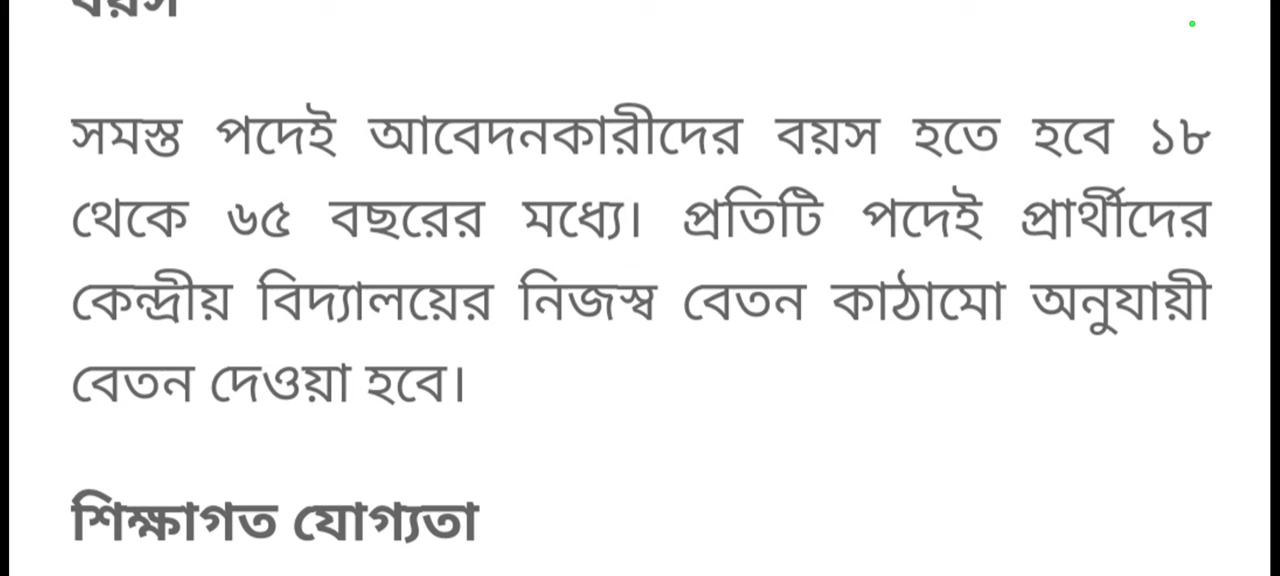 বয়স
সমস্ত পদেই আবেদনকারীদের বয়স হতে হবে ১৮
থেকে ৬৫ বছরের মধ্যে। প্রতিটি পদেই প্রার্থীদের
কেন্দ্রীয় বিদ্যালয়ের নিজস্ব বেতন কাঠামো অনুযায়ী
বেতন দেওয়া হবে।
শিক্ষাগত যোগ্যতা